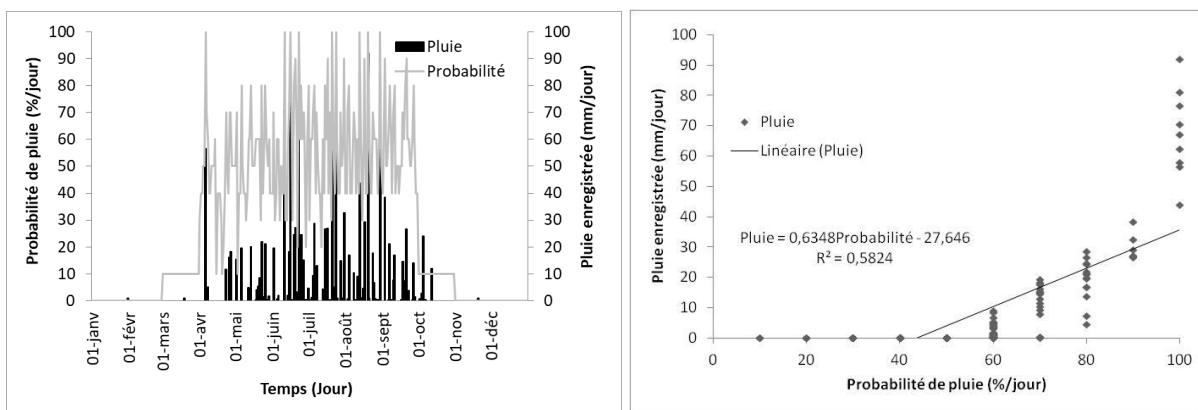 Probabilité de pluie (%/jour)
100
90
80
70
60
50
40
30
20
10
0
Pluie
Probabilité
100
90
80
70
60
50
40
30
20
10
0
Pluie enregistrée (mm/jour)
01-janv
01-févr
01-mars
01-avr
01-mai
01-juin
01-juil
01-août
01-sept
01-oct
01-nov
01-déc
Temps (Jour)
Pluie enregistrée (mm/jour)
100
90
80
70
60
50
40
30
20
10
0
Pluie
Linéaire (Pluie)
Pluie = 0,6348Probabilité - 27,646
R² = 0,5824
0
20
40
60
80
100
Probabilité de pluie (%/jour)